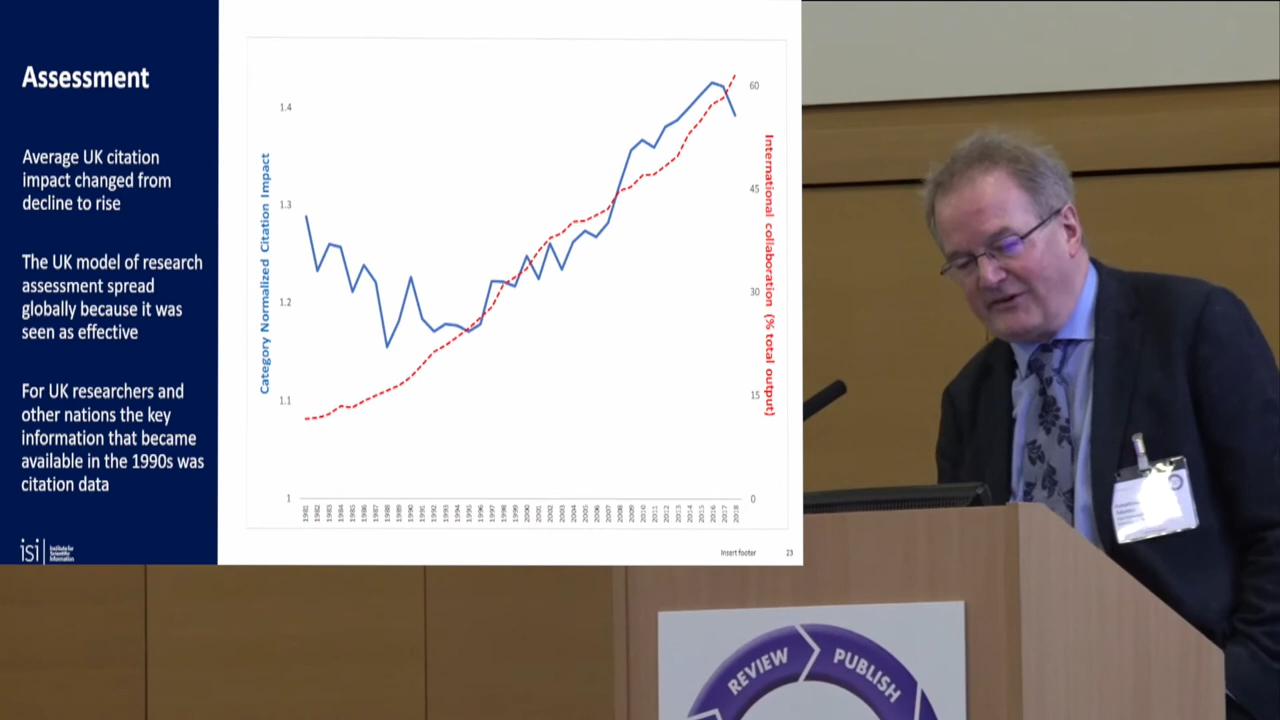 Assessment
Average UK citation
impact changed from
decline to rise
The UK model of research
assessment spread
globally because it was
seen as effective
For UK researchers and
other nations the key
information that became
available in the 1990s was
citation data
isi
Institute for
Scientific
Information
Category Normalized Citation Impact
1.4
1.3
1.2
1.1
1
60
45
30
15
0
International collaboration (% total output)
1981 1982 1983 1984 1985 1986 1987 1988 1989 1990 1991 1992 1993 1994 1995 1996 1997 1998 1999 2000 2001 2002 2003 2004 2005 2006 2007 2008 2009 2010 2011 2012 2013 2014 2015 2016 2017 2018
Insert footer
23
REVIEW
PUBLISH